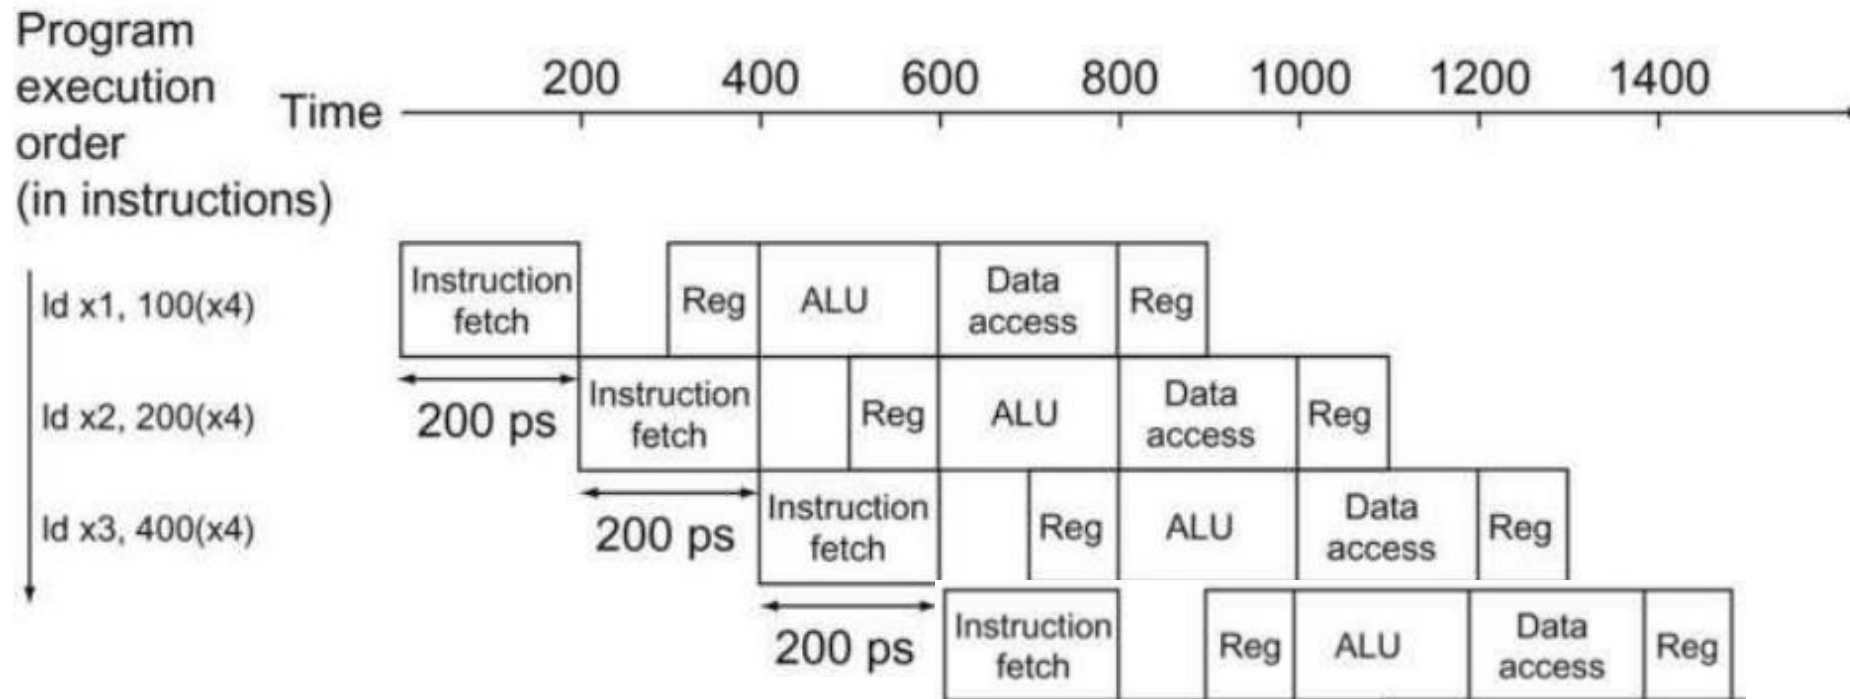 Program
execution
order
(in instructions)
Time
200 400 600 800 1000 1200 1400
ld x1, 100(x4)
Instruction
fetch
Reg
ALU
Data
access
Reg
200 ps
ld x2, 200(x4)
Instruction
fetch
Reg
ALU
Data
access
Reg
200 ps
ld x3, 400(x4)
Instruction
fetch
Reg
ALU
Data
access
Reg
200 ps
Instruction
fetch
Reg
ALU
Data
access
Reg